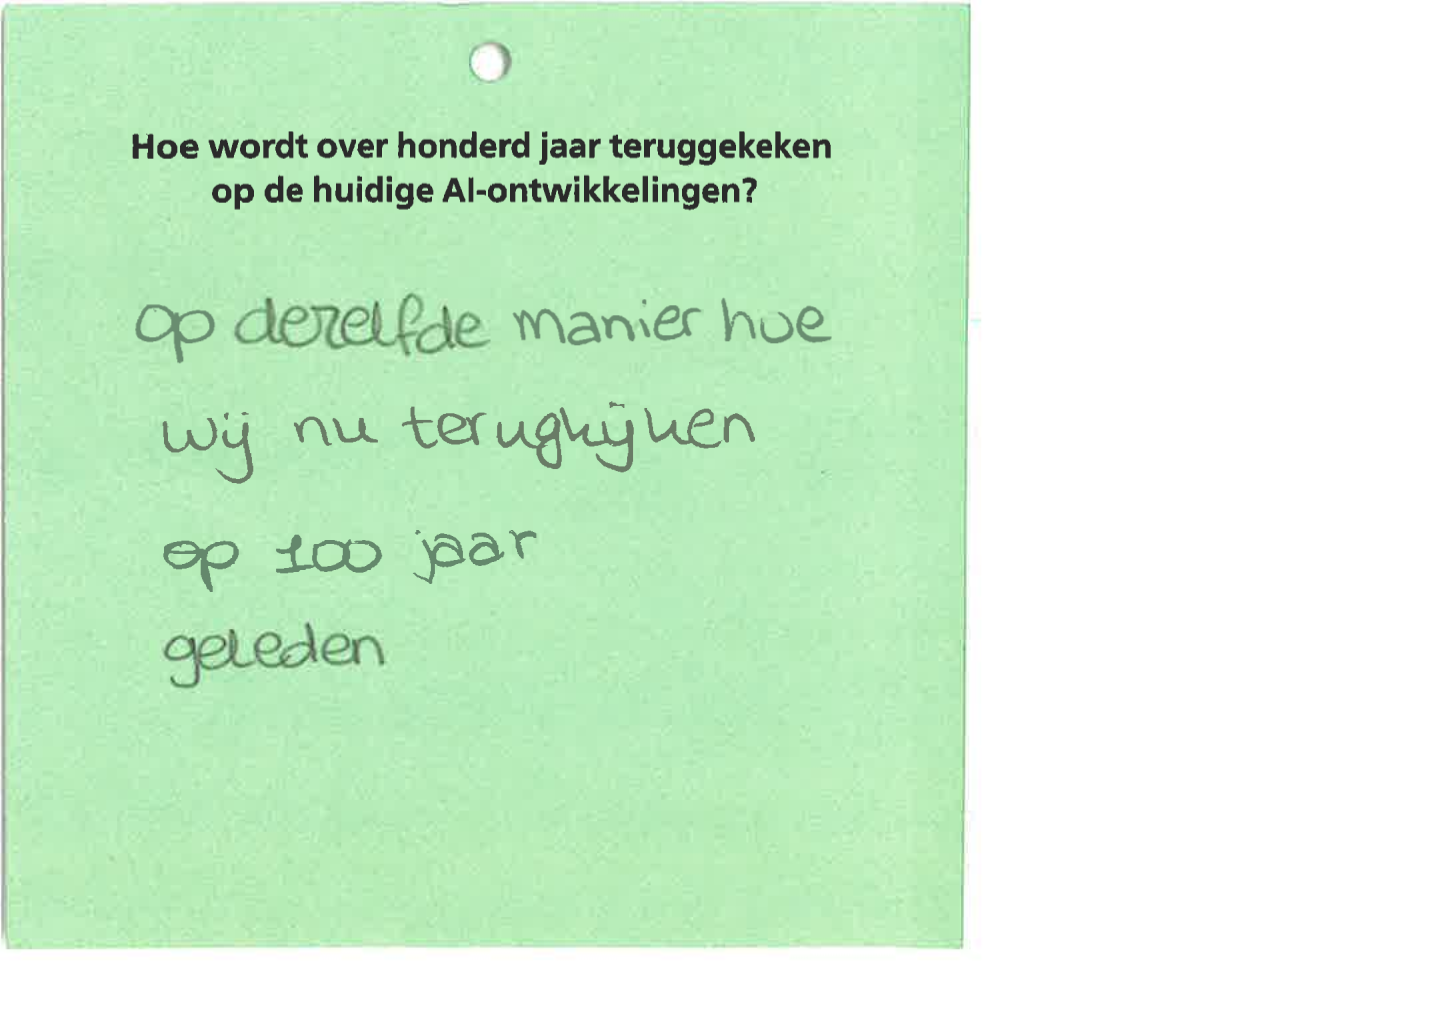 Hoe wordt over honderd jaar teruggekeken
op de huidige AI-ontwikkelingen?
op dezelfde manier hoe
wij nu terugkijken
op 100 jaar
geleden